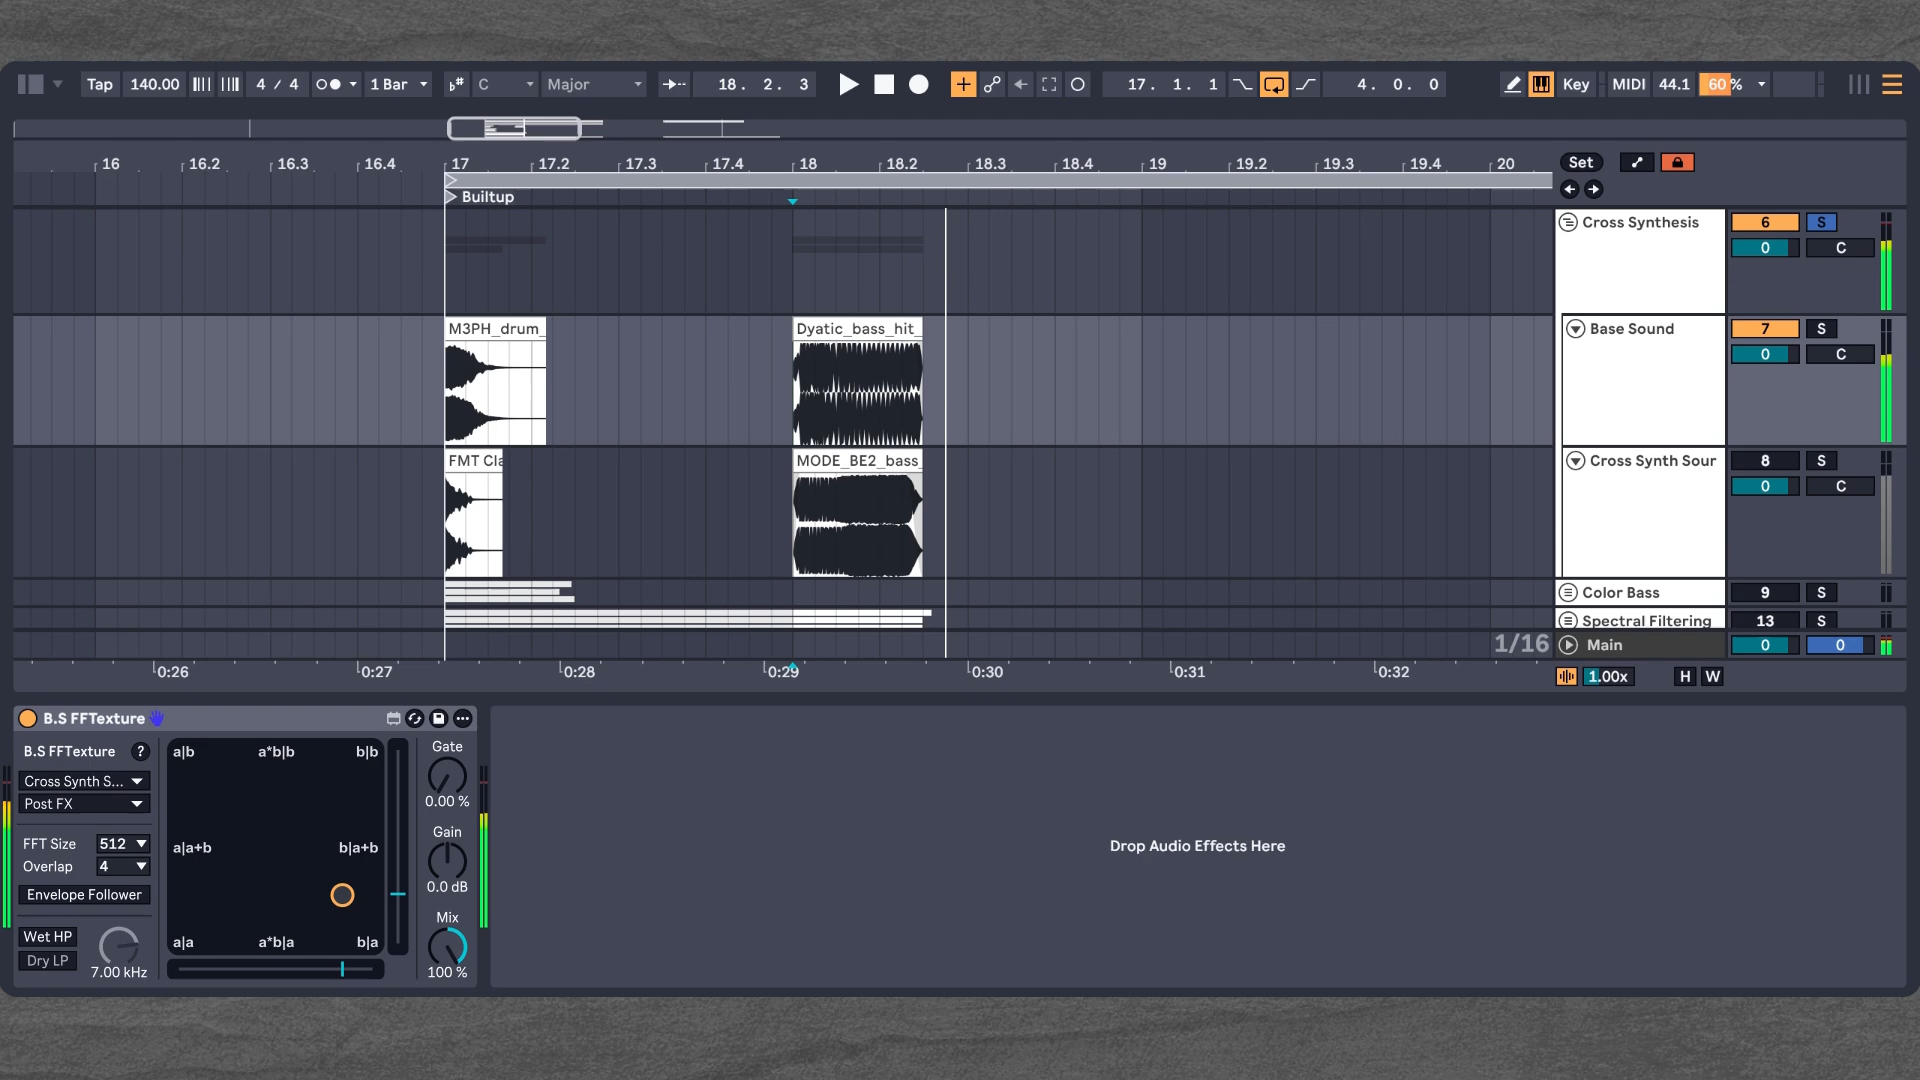 Tap 140.00 4 / 4 1 Bar C Major 18. 2. 3 17. 1. 1 4. 0. 0 Key MIDI 44.1 60 %
16 16.2 16.3 16.4 17 17.2 17.3 17.4 18 18.2 18.3 18.4 19 19.2 19.3 19.4 20 Set
Builtup
Cross Synthesis 6 S
0 C
M3PH_drum_ Dyatic_bass_hit_ Base Sound 7 S
0 C
FMT Cla MODE_BE2_bass_ Cross Synth Sour 8 S
0 C
Color Bass 9 S
Spectral Filtering 13 S
1/16 Main 0 0
0:26 0:27 0:28 0:29 0:30 0:31 0:32 1.00x H W
B.S FFTexture
B.S FFTexture ?
Cross Synth S...
Post FX
FFT Size 512
Overlap 4
Envelope Follower
Wet HP
Dry LP
7.00 kHz
a|b a*b|b b|b
a|a+b b|a+b
a|a a*b|a b|a
Gate
0.00 %
Gain
0.0 dB
Mix
100 %
Drop Audio Effects Here